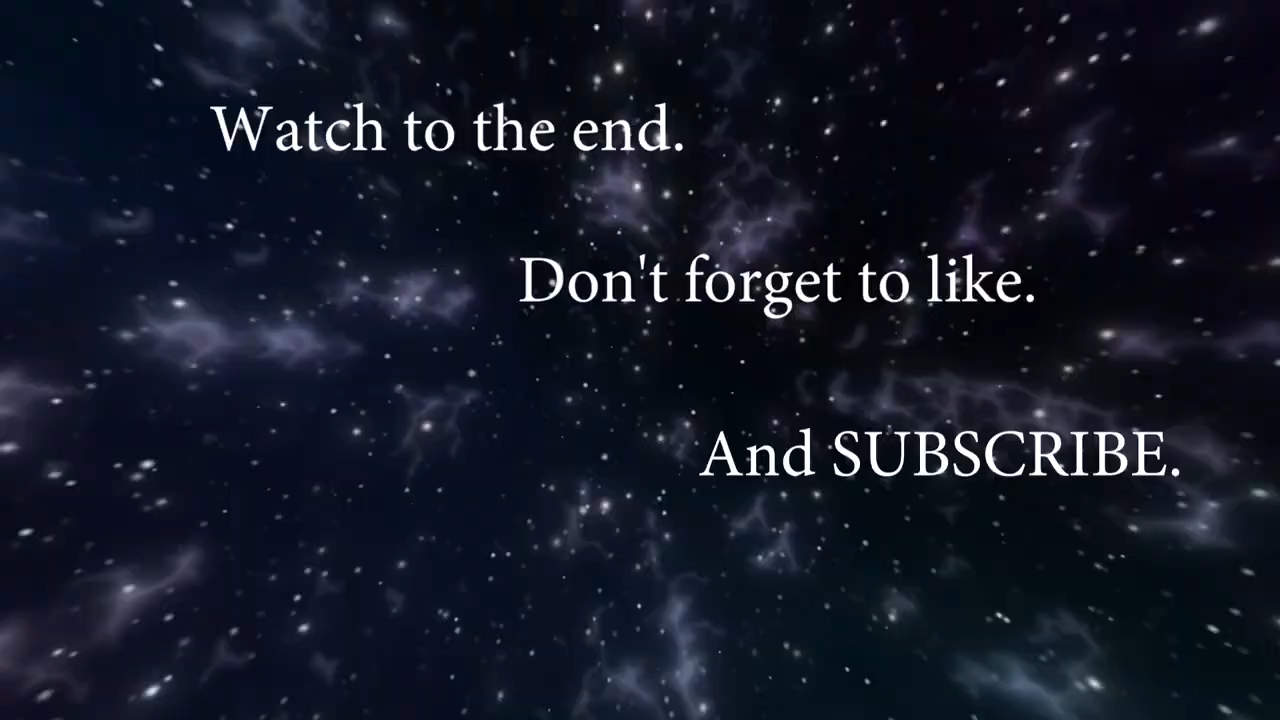 Watch to the end.
Don't forget to like.
And SUBSCRIBE.